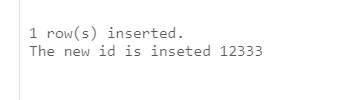 1 row(s) inserted.
The new id is inseted 12333